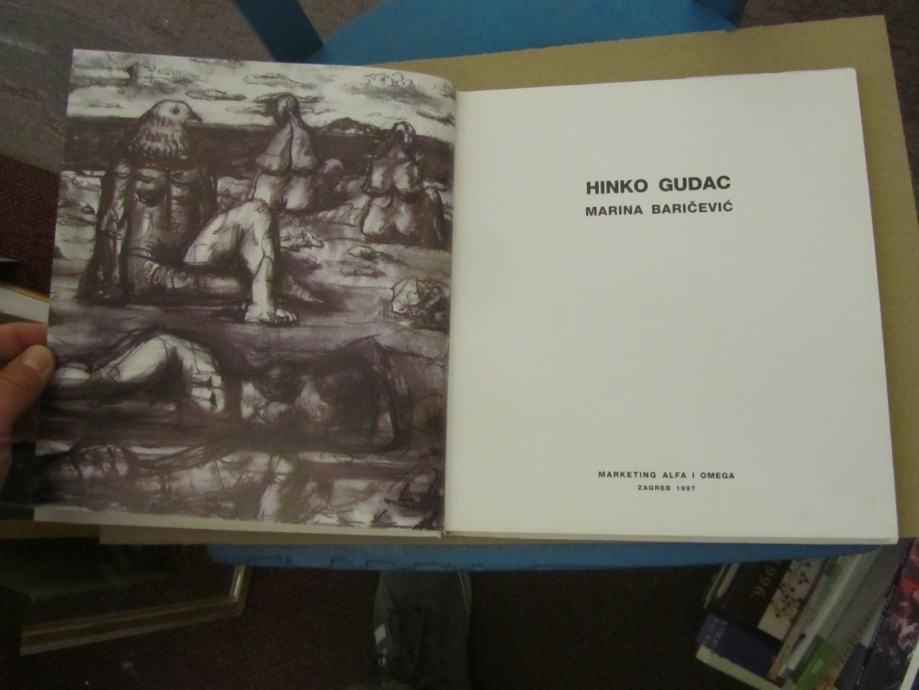 HINKO GUDAC
MARINA BARIČEVIĆ
MARKETING ALFA I OMEGA
ZAGREB 1997